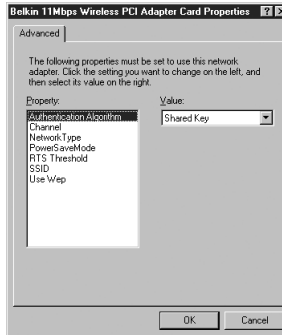 Belkin 11Mbps Wireless PCI Adapter Card Properties
Advanced
The following properties must be set to use this network
adapter. Click the setting you want to change on the left, and
then select its value on the right.
Property:
Value:
Authentication Algorithm
Shared Key
Channel
NetworkType
PowerSaveMode
RTS Threshold
SSID
Use Wep
OK
Cancel